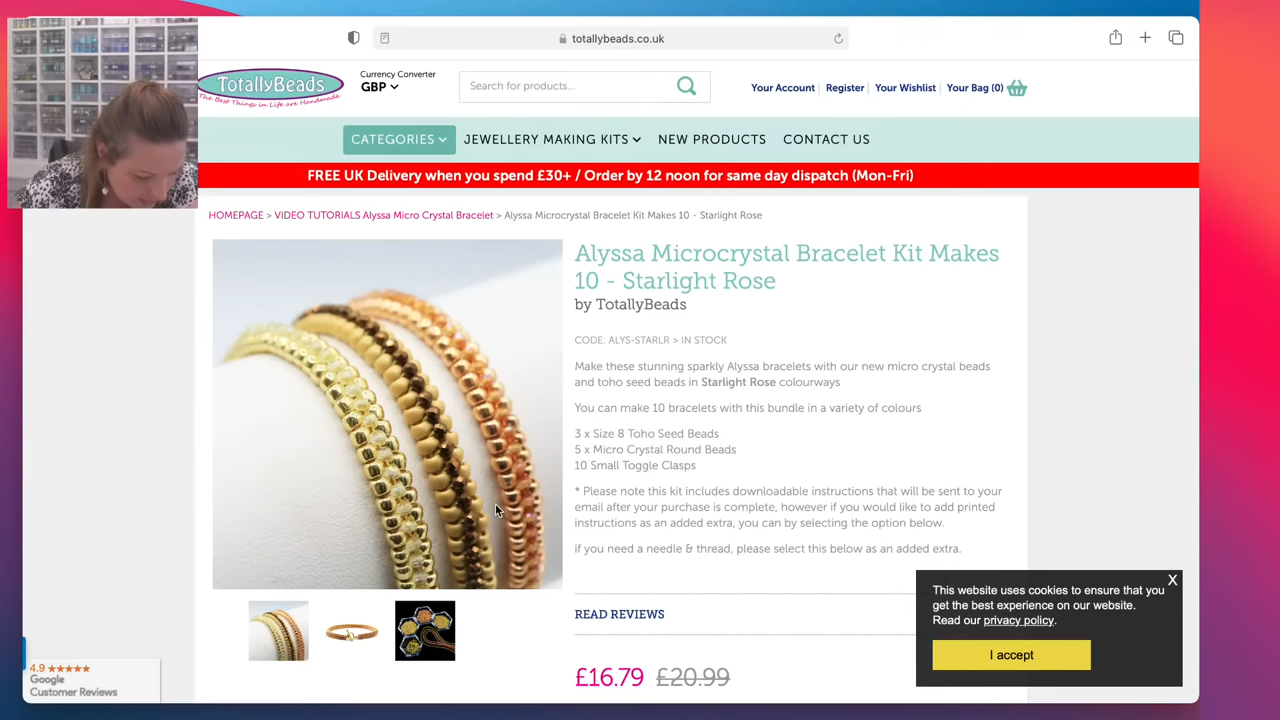 totallybeads.co.uk
TotallyBeads
The Best Things in Life are Handmade
Currency Converter
GBP
Search for products...
Your Account
Register
Your Wishlist
Your Bag (0)
CATEGORIES
JEWELLERY MAKING KITS
NEW PRODUCTS
CONTACT US
FREE UK Delivery when you spend £30+ / Order by 12 noon for same day dispatch (Mon-Fri)
HOMEPAGE > VIDEO TUTORIALS Alyssa Micro Crystal Bracelet > Alyssa Microcrystal Bracelet Kit Makes 10 - Starlight Rose
Alyssa Microcrystal Bracelet Kit Makes
10 - Starlight Rose
by TotallyBeads
CODE: ALYS-STARLR > IN STOCK
Make these stunning sparkly Alyssa bracelets with our new micro crystal beads
and toho seed beads in Starlight Rose colourways
You can make 10 bracelets with this bundle in a variety of colours
3 x Size 8 Toho Seed Beads
5 x Micro Crystal Round Beads
10 Small Toggle Clasps
* Please note this kit includes downloadable instructions that will be sent to your
email after your purchase is complete, however if you would like to add printed
instructions as an added extra, you can by selecting the option below.
if you need a needle & thread, please select this below as an added extra.
READ REVIEWS
£16.79 £20.99
This website uses cookies to ensure that you
get the best experience on our website.
Read our privacy policy.
X
I accept
4.9
Google
Customer Reviews